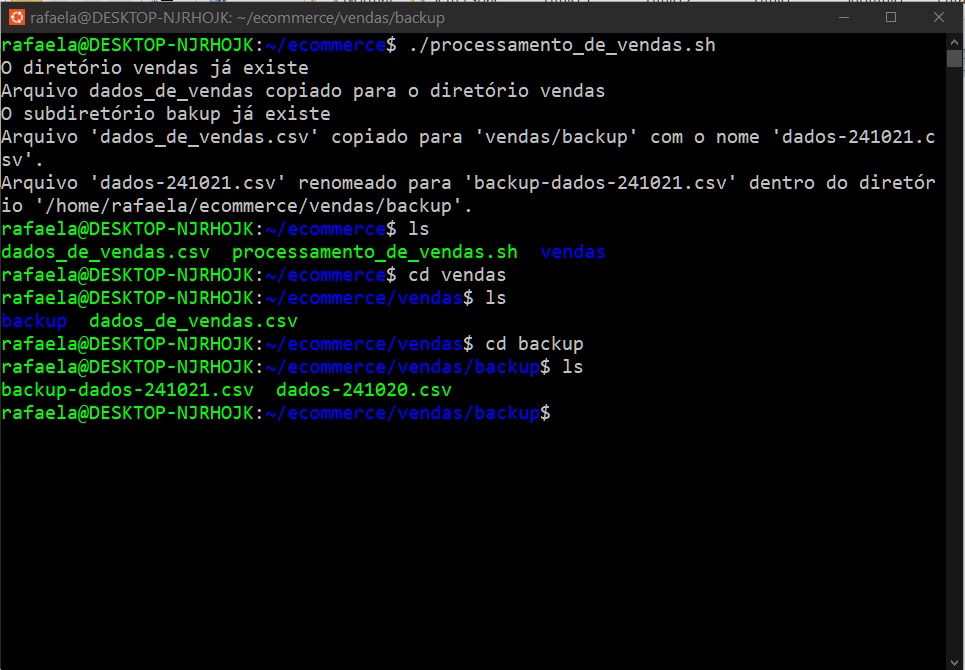 rafaela@DESKTOP-NJRHOJK: ~/ecommerce/vendas/backup
rafaela@DESKTOP-NJRHOJK:~/ecommerce$ ./processamento_de_vendas.sh
O diretório vendas já existe
Arquivo dados_de_vendas copiado para o diretório vendas
O subdiretório bakup já existe
Arquivo 'dados_de_vendas.csv' copiado para 'vendas/backup' com o nome 'dados-241021.c
sv'.
Arquivo 'dados-241021.csv' renomeado para 'backup-dados-241021.csv' dentro do diretór
io '/home/rafaela/ecommerce/vendas/backup'.
rafaela@DESKTOP-NJRHOJK:~/ecommerce$ ls
dados_de_vendas.csv  processamento_de_vendas.sh  vendas
rafaela@DESKTOP-NJRHOJK:~/ecommerce$ cd vendas
rafaela@DESKTOP-NJRHOJK:~/ecommerce/vendas$ ls
backup  dados_de_vendas.csv
rafaela@DESKTOP-NJRHOJK:~/ecommerce/vendas$ cd backup
rafaela@DESKTOP-NJRHOJK:~/ecommerce/vendas/backup$ ls
backup-dados-241021.csv  dados-241020.csv
rafaela@DESKTOP-NJRHOJK:~/ecommerce/vendas/backup$